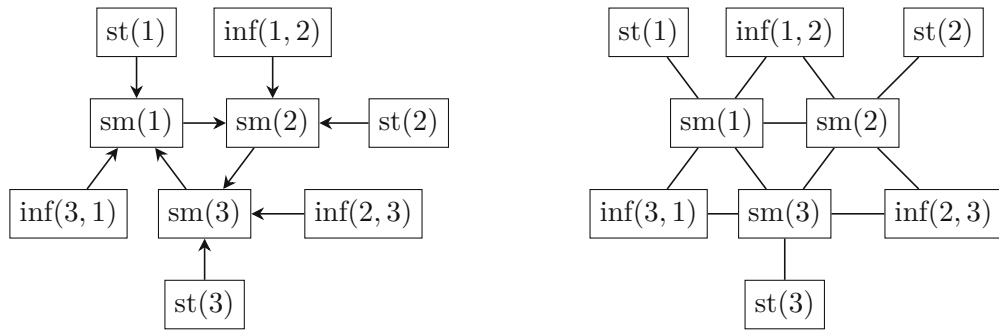 st(1) inf(1, 2)
sm(1) sm(2) st(2)
inf(3, 1) sm(3) inf(2, 3)
st(3)
st(1) inf(1, 2) st(2)
sm(1) sm(2)
inf(3, 1) sm(3) inf(2, 3)
st(3)